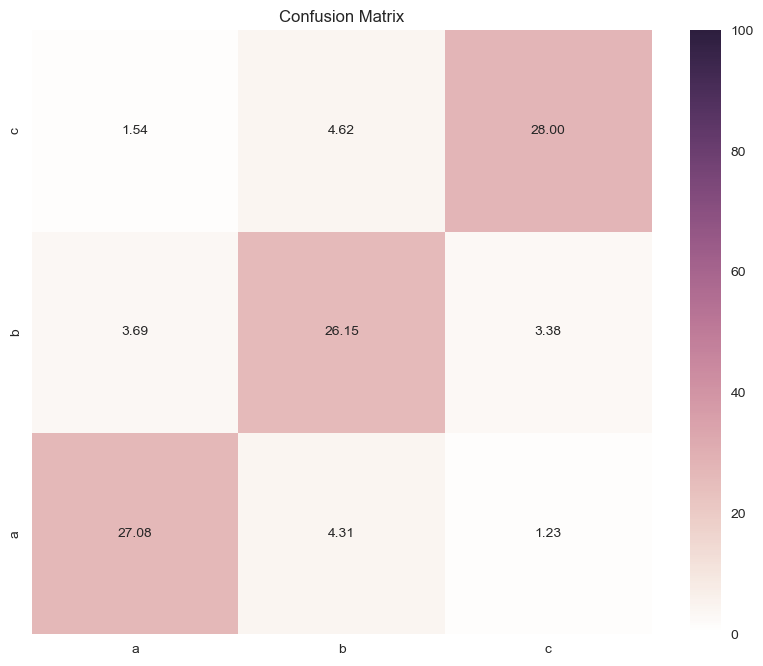 Confusion Matrix
100
c 1.54 4.62 28.00
80
60
b 3.69 26.15 3.38
40
20
a 27.08 4.31 1.23
0
a b c